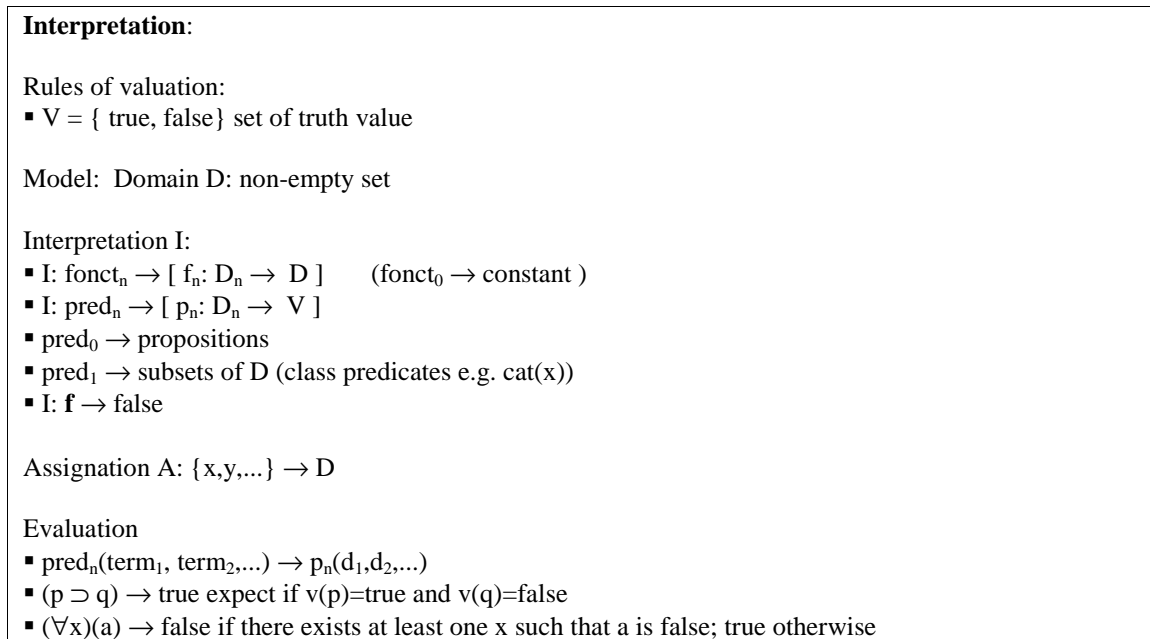 Interpretation:
Rules of valuation:
▪ V = { true, false} set of truth value
Model: Domain D: non-empty set
Interpretation I:
▪ I: fonctₙ → [ fₙ: Dₙ → D ] (fonct₀ → constant )
▪ I: predₙ → [ pₙ: Dₙ → V ]
▪ pred₀ → propositions
▪ pred₁ → subsets of D (class predicates e.g. cat(x))
▪ I: f → false
Assignation A: {x,y,...} → D
Evaluation
▪ predₙ(term₁, term₂,...) → pₙ(d₁,d₂,...)
▪ (p ⊃ q) → true expect if v(p)=true and v(q)=false
▪ (∀x)(a) → false if there exists at least one x such that a is false; true otherwise